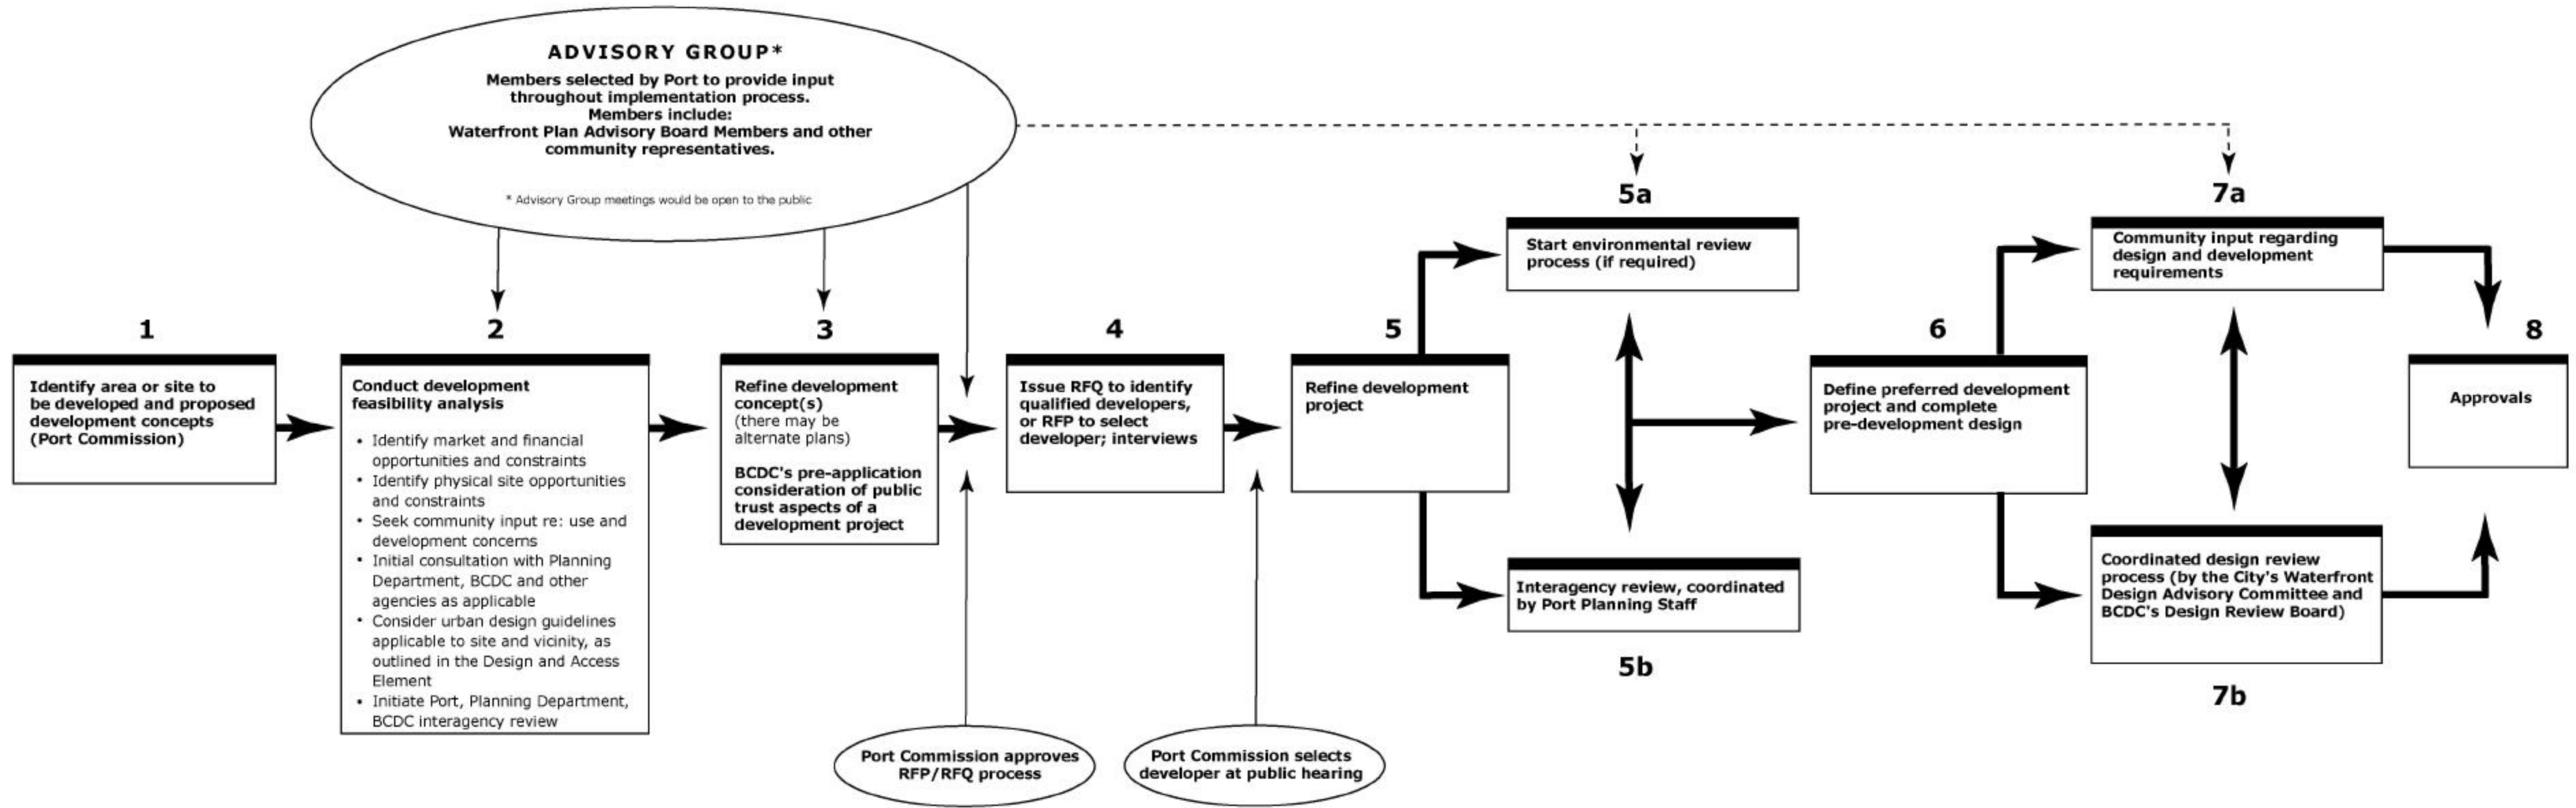 ADVISORY GROUP*
Members selected by Port to provide input
throughout implementation process.
Members include:
Waterfront Plan Advisory Board Members and other
community representatives.
* Advisory Group meetings would be open to the public
1
Identify area or site to
be developed and proposed
development concepts
(Port Commission)
2
Conduct development
feasibility analysis
• Identify market and financial
opportunities and constraints
• Identify physical site opportunities
and constraints
• Seek community input re: use and
development concerns
• Initial consultation with Planning
Department, BCDC and other
agencies as applicable
• Consider urban design guidelines
applicable to site and vicinity, as
outlined in the Design and Access
Element
• Initiate Port, Planning Department,
BCDC interagency review
3
Refine development
concept(s)
(there may be
alternate plans)
BCDC's pre-application
consideration of public
trust aspects of a
development project
Port Commission approves
RFP/RFQ process
4
Issue RFQ to identify
qualified developers,
or RFP to select
developer; interviews
Port Commission selects
developer at public hearing
5
Refine development
project
5a
Start environmental review
process (if required)
Interagency review, coordinated
by Port Planning Staff
5b
6
Define preferred development
project and complete
pre-development design
7a
Community input regarding
design and development
requirements
Coordinated design review
process (by the City's Waterfront
Design Advisory Committee and
BCDC's Design Review Board)
7b
8
Approvals